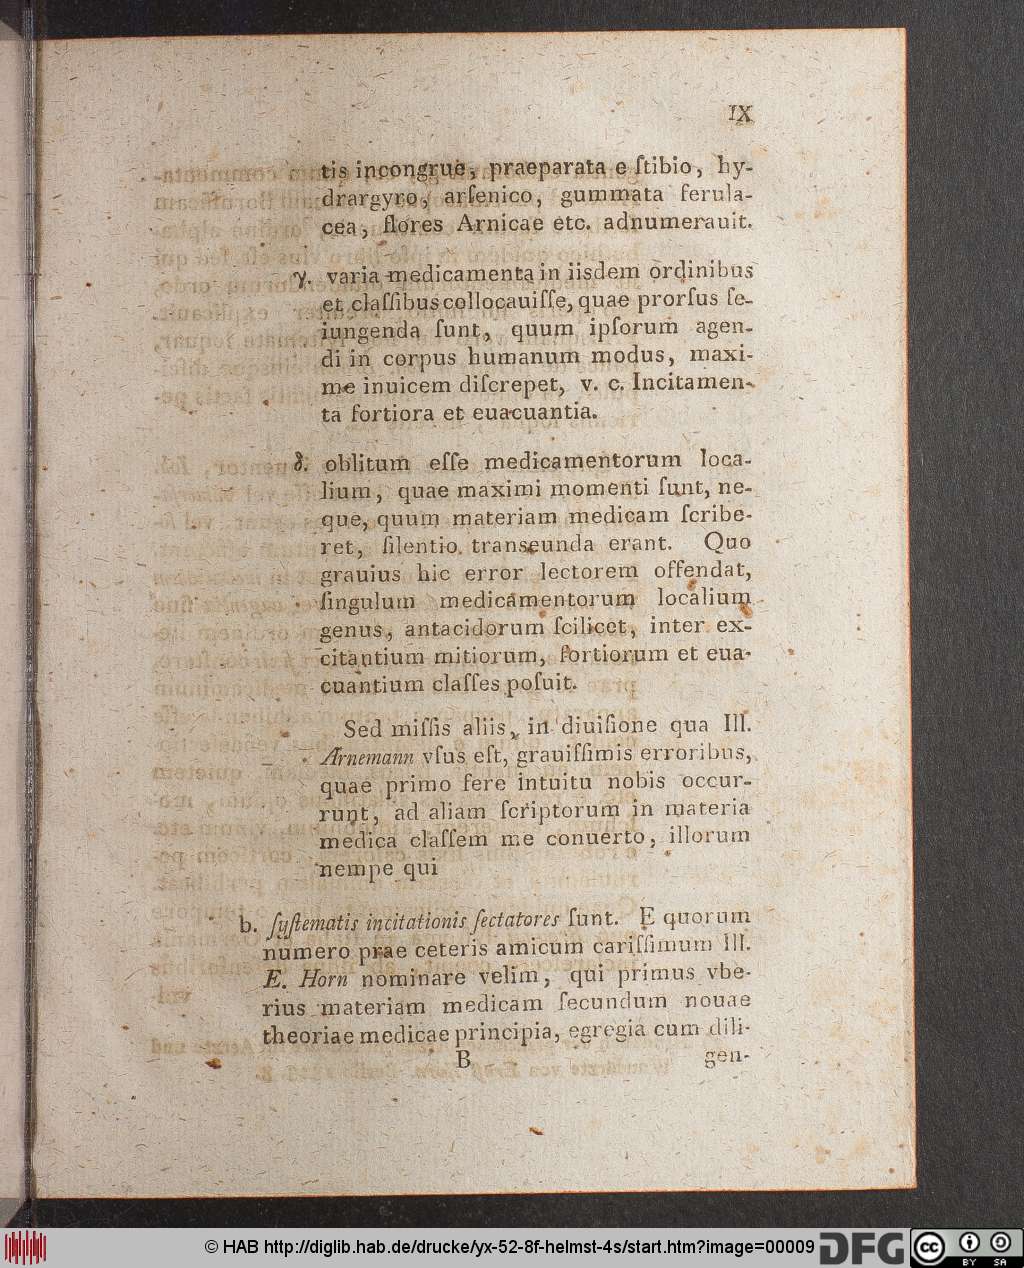 IX
tis incongrue, praeparata e ſtibio, hy-
drargyro, arſenico, gummata ferula-
cea, flores Arnicae etc. adnumerauit.
γ. varia medicamenta in iisdem ordinibus
et claſſibus collocauiſſe, quae prorſus ſe-
iungenda ſunt, quum ipſorum agen-
di in corpus humanum modus, maxi-
me inuicem diſcrepet, v. c. Incitamen-
ta fortiora et euacuantia.
δ. oblitum eſſe medicamentorum loca-
lium, quae maximi momenti ſunt, ne-
que, quum materiam medicam ſcribe-
ret, ſilentio transeunda erant. Quo
grauius hic error lectorem offendat,
ſingulum medicamentorum localium
genus, antacidorum ſcilicet, inter ex-
citantium mitiorum, fortiorum et eua-
cuantium claſſes poſuit.
Sed miſſis aliis, in diuiſione qua Ill.
Arnemann vſus eſt, grauiſſimis erroribus,
quae primo fere intuitu nobis occur-
runt, ad aliam ſcriptorum in materia
medica claſſem me conuerto, illorum
nempe qui
b. ſyſtematis incitationis ſectatores ſunt. E quorum
numero prae ceteris amicum cariſſimum Ill.
E. Horn nominare velim, qui primus vbe-
rius materiam medicam ſecundum nouae
theoriae medicae principia, egregia cum dili-
B gen-
© HAB http://diglib.hab.de/drucke/yx-52-8f-helmst-4s/start.htm?image=00009
DFG
cc BY SA